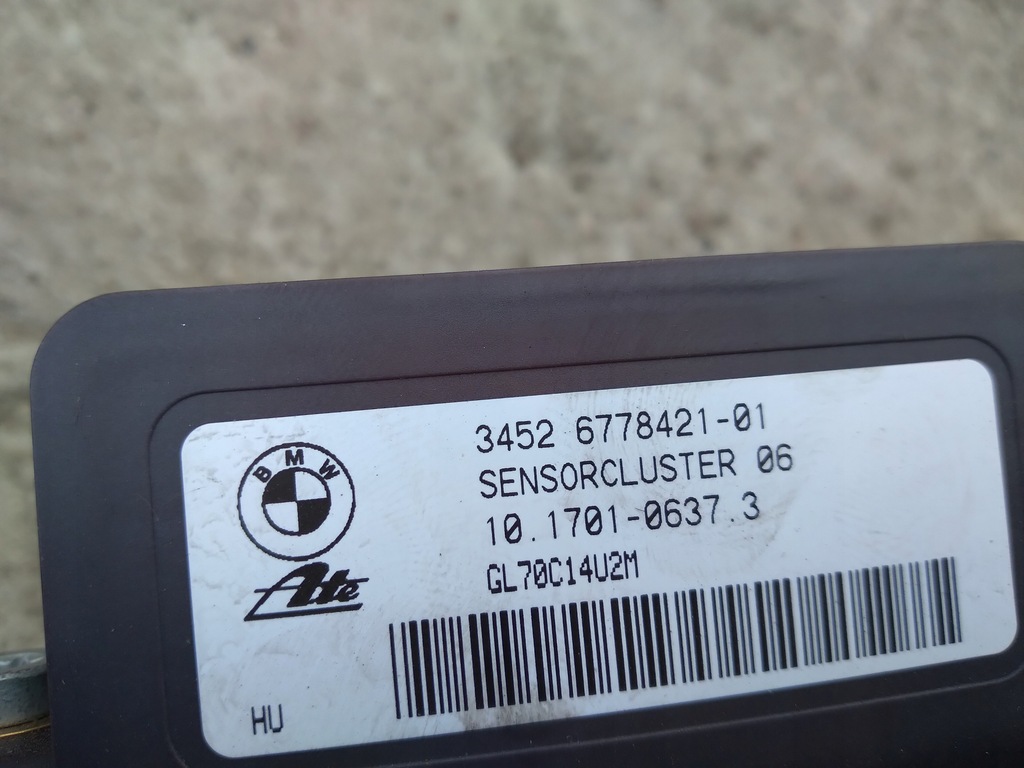 3452 6778421-01
SENSORCLUSTER 06
10.1701-0637.3
GL70C14U2M
BMW
Ate
HU